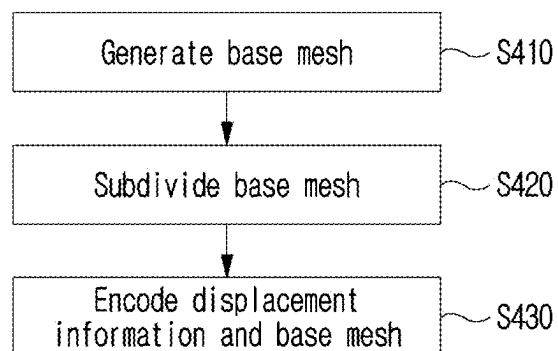 Generate base mesh
S410
Subdivide base mesh
S420
Encode displacement
information and base mesh
S430